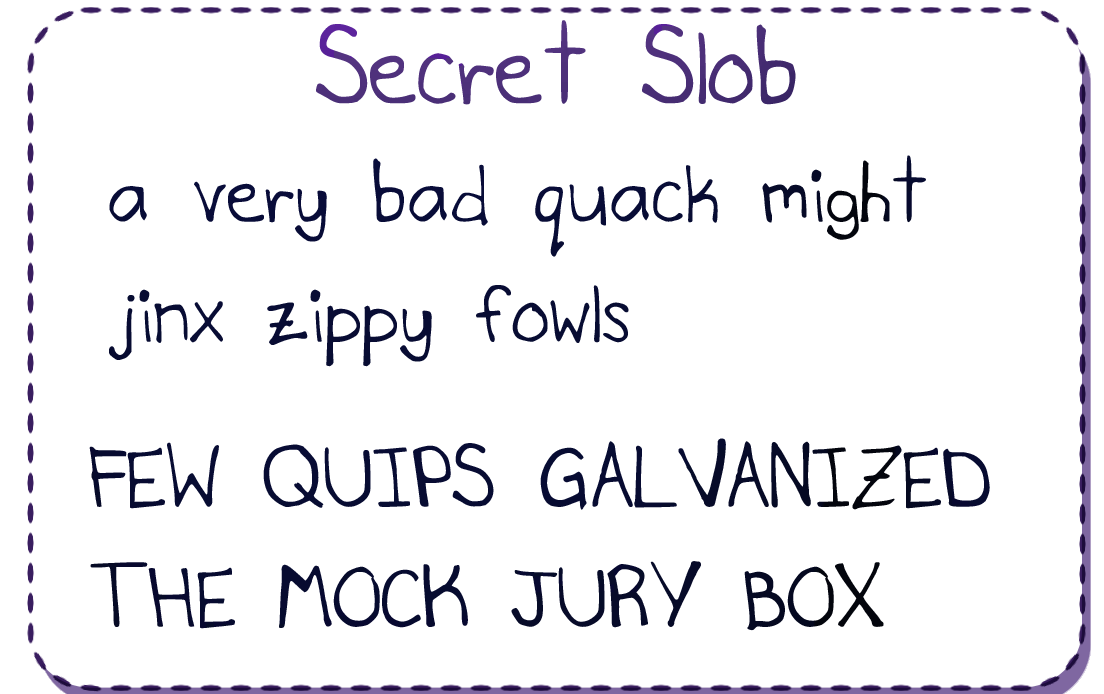 Secret Slob
a very bad quack might
jinx zippy fowls
FEW QUIPS GALVANIZED
THE MOCK JURY BOX